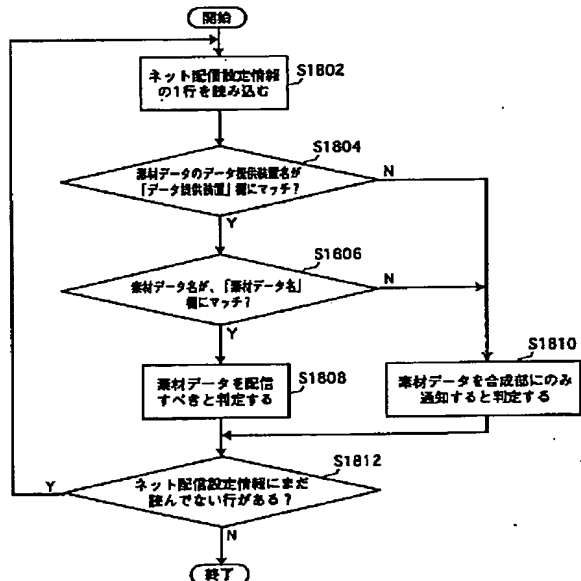 開始
S1802
ネット配信設定情報
の1行を読み込む
S1804
素材データのデータ提供装置名が
「データ提供装置」欄にマッチ？
N
Y
S1806
素材データ名が、「素材データ名」
欄にマッチ？
N
Y
S1808
素材データを配信
すべきと判定する
S1810
素材データを合成部にのみ
通知すると判定する
S1812
ネット配信設定情報にまだ
読んでない行がある？
Y
N
終了